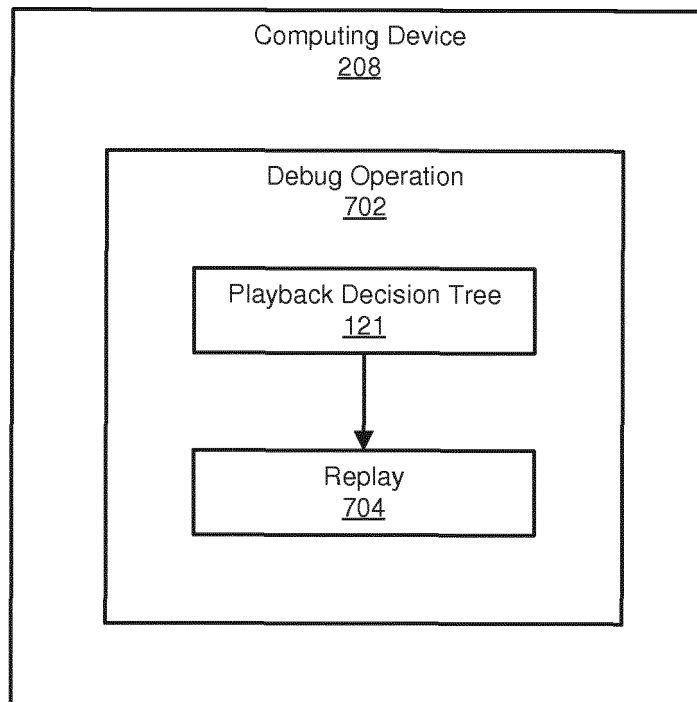 Computing Device
208
Debug Operation
702
Playback Decision Tree
121
Replay
704